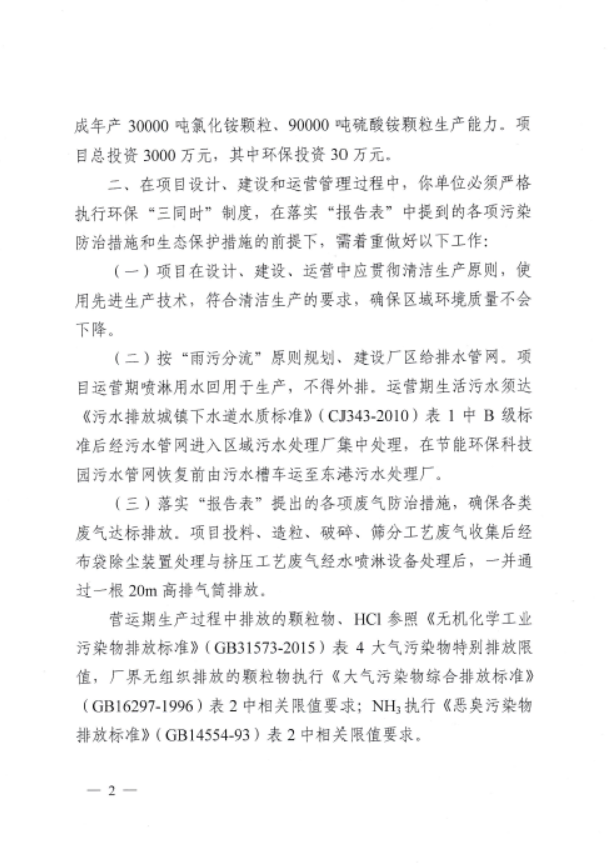 成年产 30000 吨氯化铵颗粒、90000 吨硫酸铵颗粒生产能力。项
目总投资 3000 万元，其中环保投资 30 万元。
二、在项目设计、建设和运营管理过程中，你单位必须严格
执行环保“三同时”制度，在落实“报告表”中提到的各项污染
防治措施和生态保护措施的前提下，需着重做好以下工作：
（一）项目在设计、建设、运营中应贯彻清洁生产原则，使
用先进生产技术，符合清洁生产的要求，确保区域环境质量不会
下降。
（二）按“雨污分流”原则规划、建设厂区给排水管网。项
目运营期喷淋用水回用于生产，不得外排。运营期生活污水须达
《污水排放城镇下水道水质标准》（CJ343-2010）表 1 中 B 级标
准后经污水管网进入区域污水处理厂集中处理，在节能环保科技
园污水管网恢复前由污水槽车运至东港污水处理厂。
（三）落实“报告表”提出的各项废气防治措施，确保各类
废气达标排放。项目投料、造粒、破碎、筛分工艺废气收集后经
布袋除尘装置处理与挤压工艺废气经水喷淋设备处理后，一并通
过一根 20m 高排气筒排放。
营运期生产过程中排放的颗粒物、HCl 参照《无机化学工业
污染物排放标准》（GB31573-2015）表 4 大气污染物特别排放限
值，厂界无组织排放的颗粒物执行《大气污染物综合排放标准》
（GB16297-1996）表 2 中相关限值要求；NH₃执行《恶臭污染物
排放标准》（GB14554-93）表 2 中相关限值要求。
— 2 —